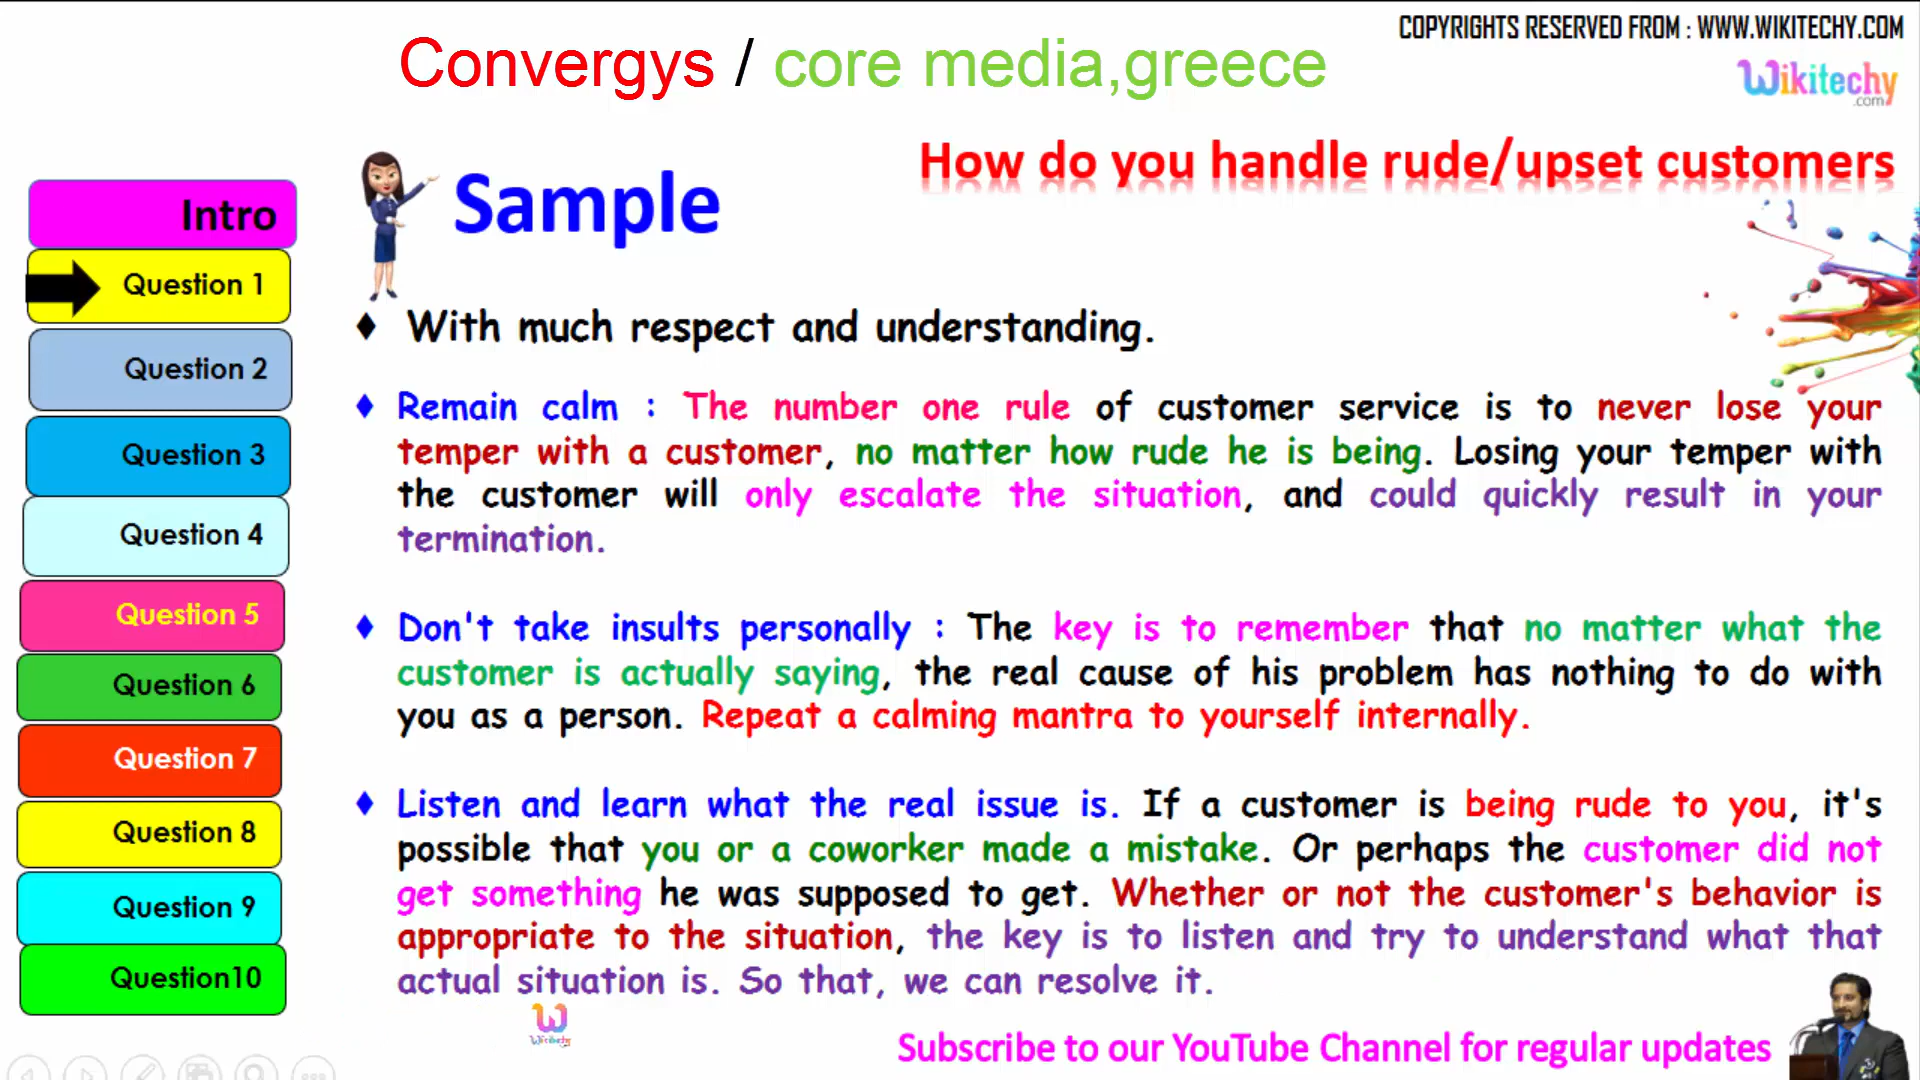 COPYRIGHTS RESERVED FROM : WWW.WIKITECHY.COM
Convergys / core media,greece
Wikitechy
.com
How do you handle rude/upset customers
Sample
Intro
Question 1
Question 2
Question 3
Question 4
Question 5
Question 6
Question 7
Question 8
Question 9
Question10
♦ With much respect and understanding.
♦ Remain calm : The number one rule of customer service is to never lose your
temper with a customer, no matter how rude he is being. Losing your temper with
the customer will only escalate the situation, and could quickly result in your
termination.
♦ Don't take insults personally : The key is to remember that no matter what the
customer is actually saying, the real cause of his problem has nothing to do with
you as a person. Repeat a calming mantra to yourself internally.
♦ Listen and learn what the real issue is. If a customer is being rude to you, it's
possible that you or a coworker made a mistake. Or perhaps the customer did not
get something he was supposed to get. Whether or not the customer's behavior is
appropriate to the situation, the key is to listen and try to understand what that
actual situation is. So that, we can resolve it.
W
Wikitechy
Subscribe to our YouTube Channel for regular updates